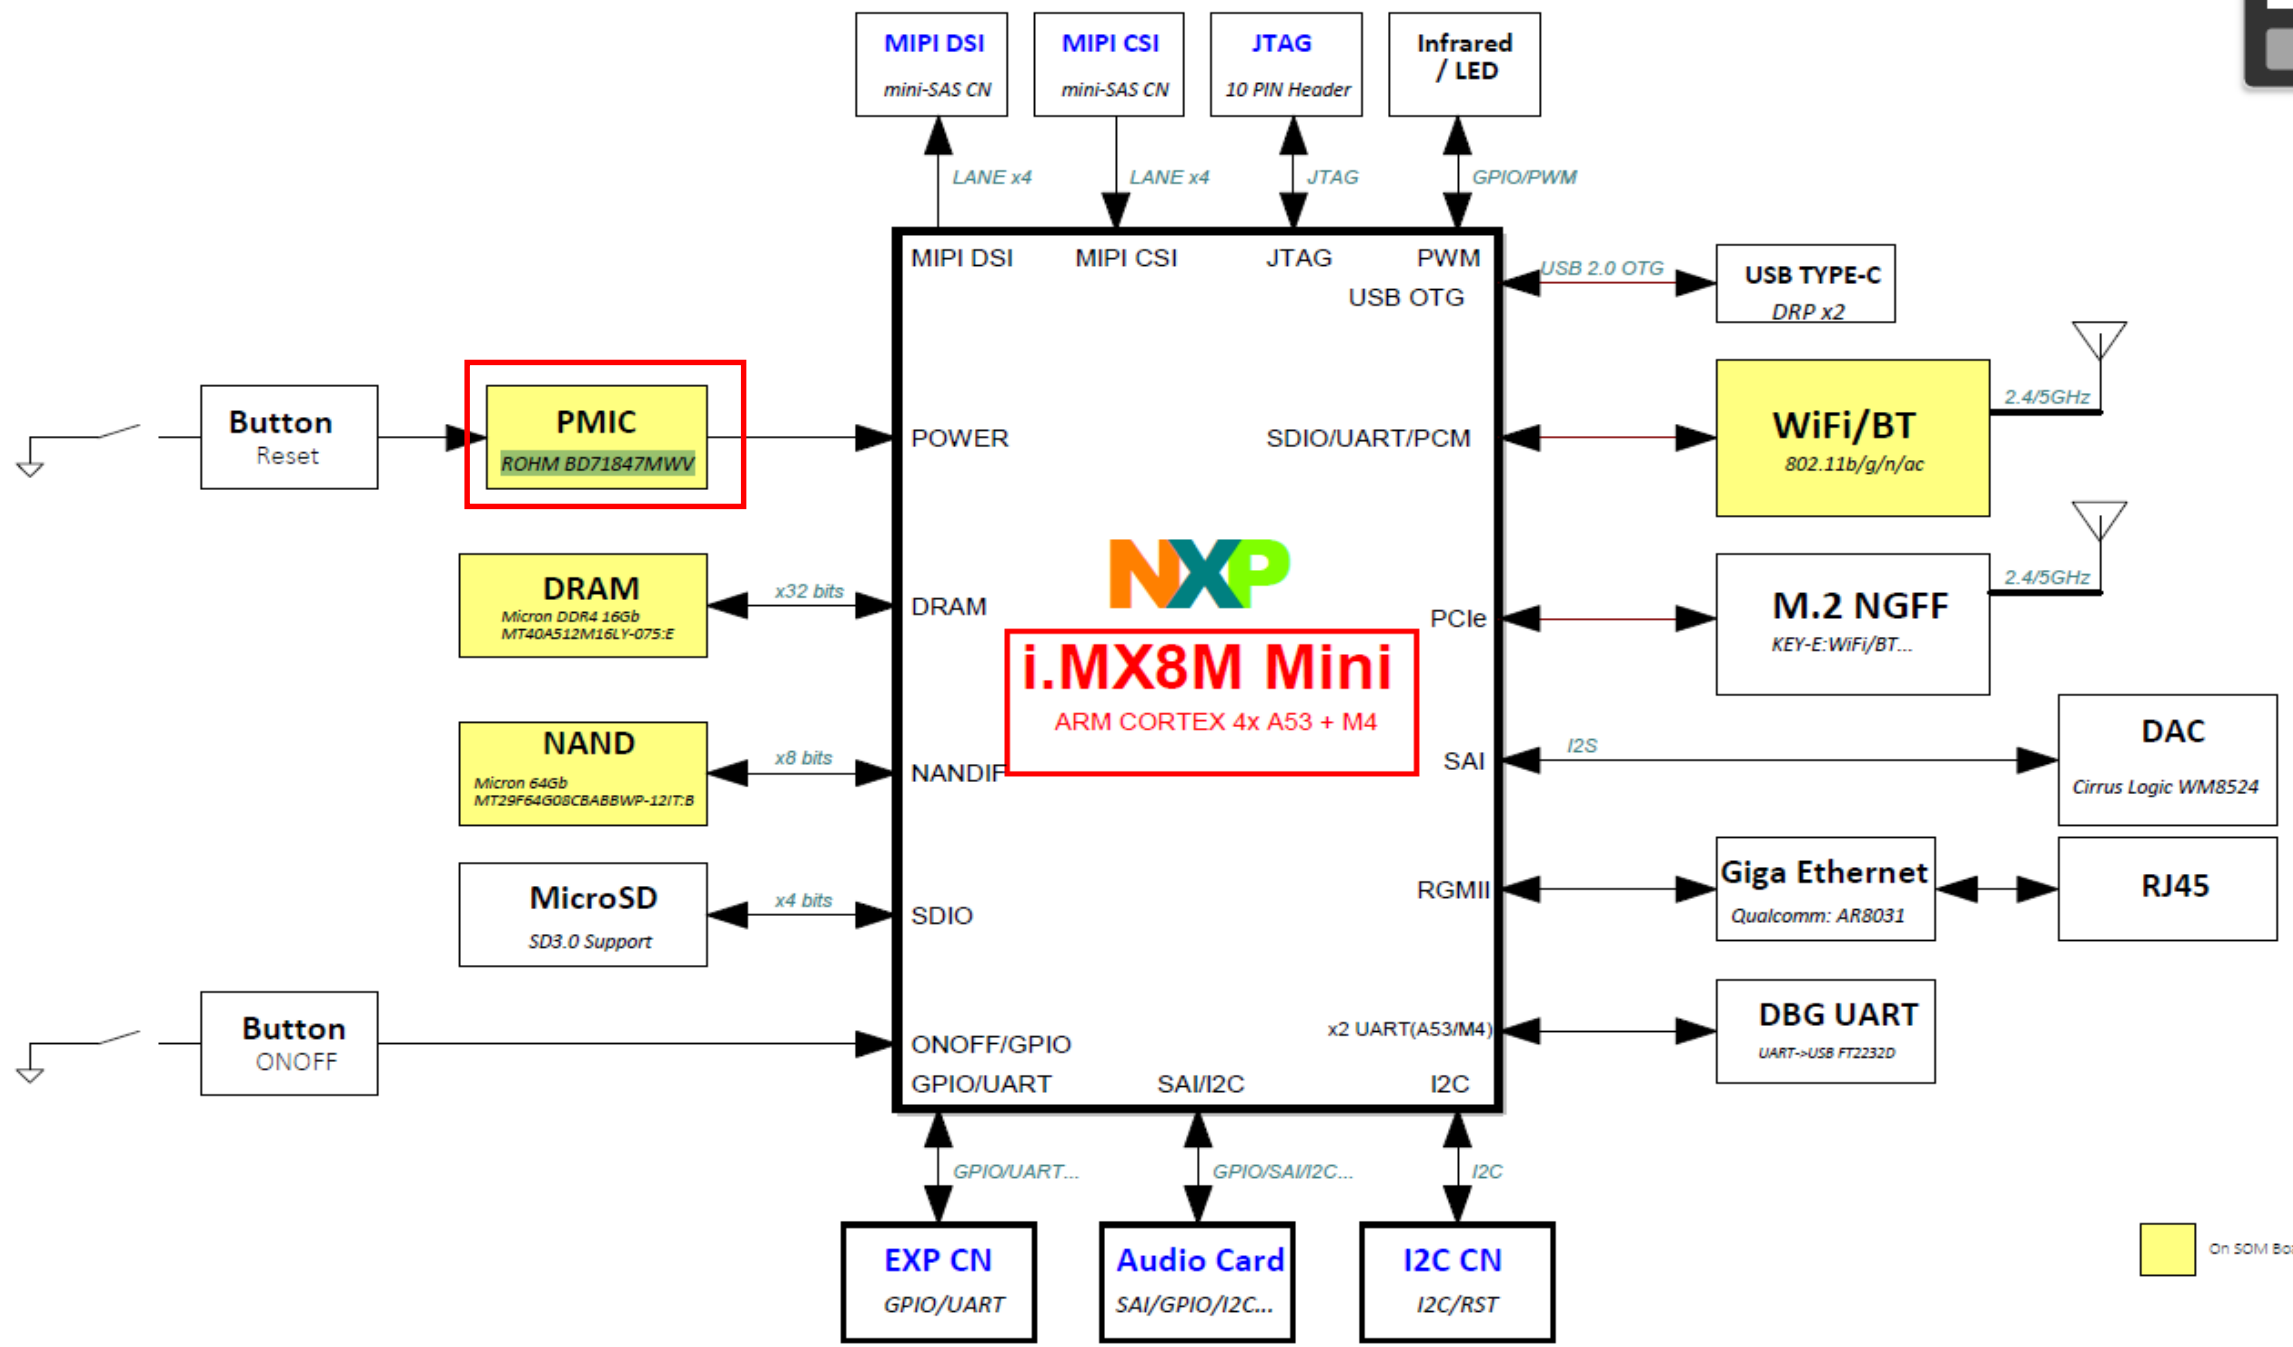 MIPI DSI
mini-SAS CN
MIPI CSI
mini-SAS CN
JTAG
10 PIN Header
Infrared
/ LED
LANE x4
LANE x4
JTAG
GPIO/PWM
MIPI DSI
MIPI CSI
JTAG
PWM
USB OTG
USB 2.0 OTG
USB TYPE-C
DRP x2
Button
Reset
PMIC
ROHM BD71847MWV
POWER
SDIO/UART/PCM
WiFi/BT
802.11b/g/n/ac
2.4/5GHz
DRAM
Micron DDR4 16Gb
MT40A512M16LY-075:E
x32 bits
DRAM
NXP
i.MX8M Mini
ARM CORTEX 4x A53 + M4
PCIe
M.2 NGFF
KEY-E:WiFi/BT...
2.4/5GHz
NAND
Micron 64Gb
MT29F64G08CBABBWP-12IT:B
x8 bits
NANDIF
SAI
I2S
DAC
Cirrus Logic WM8524
MicroSD
SD3.0 Support
x4 bits
SDIO
RGMII
Giga Ethernet
Qualcomm: AR8031
RJ45
Button
ONOFF
ONOFF/GPIO
x2 UART(A53/M4)
DBG UART
UART->USB FT2232D
GPIO/UART
SAI/I2C
I2C
GPIO/UART...
GPIO/SAI/I2C...
I2C
EXP CN
GPIO/UART
Audio Card
SAI/GPIO/I2C...
I2C CN
I2C/RST
On SOM